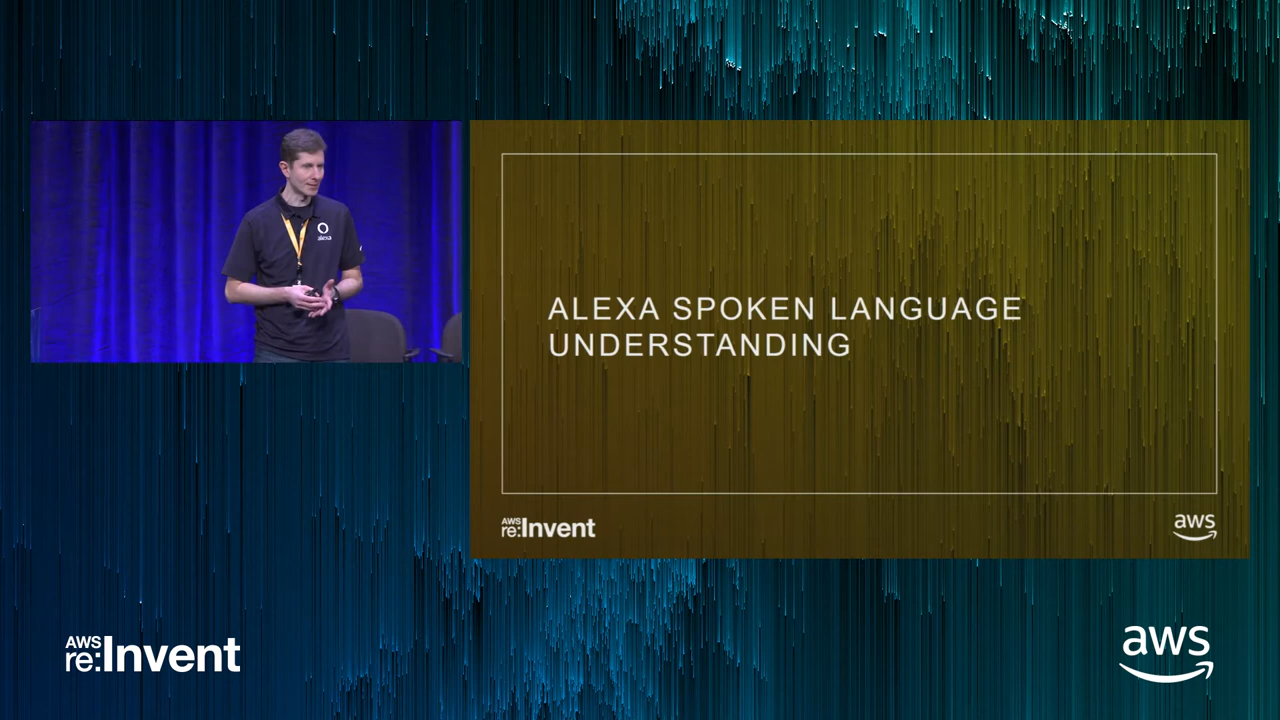 alexa
ALEXA SPOKEN LANGUAGE
UNDERSTANDING
AWS
re:Invent
aws
AWS
re:Invent
aws